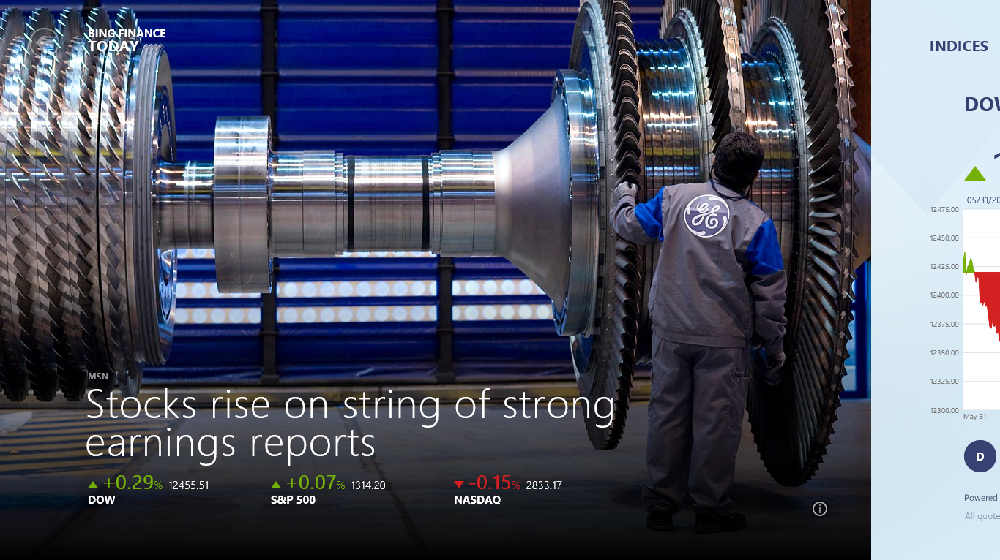 BING FINANCE
TODAY
MSN
Stocks rise on string of strong
earnings reports
+0.29% 12455.51
DOW
+0.07% 1314.20
S&P 500
-0.15% 2833.17
NASDAQ
GE
INDICES
DOW
05/31/20
12475.00
12450.00
12425.00
12400.00
12375.00
12350.00
12325.00
12300.00
May 31
D
Powered
All quote